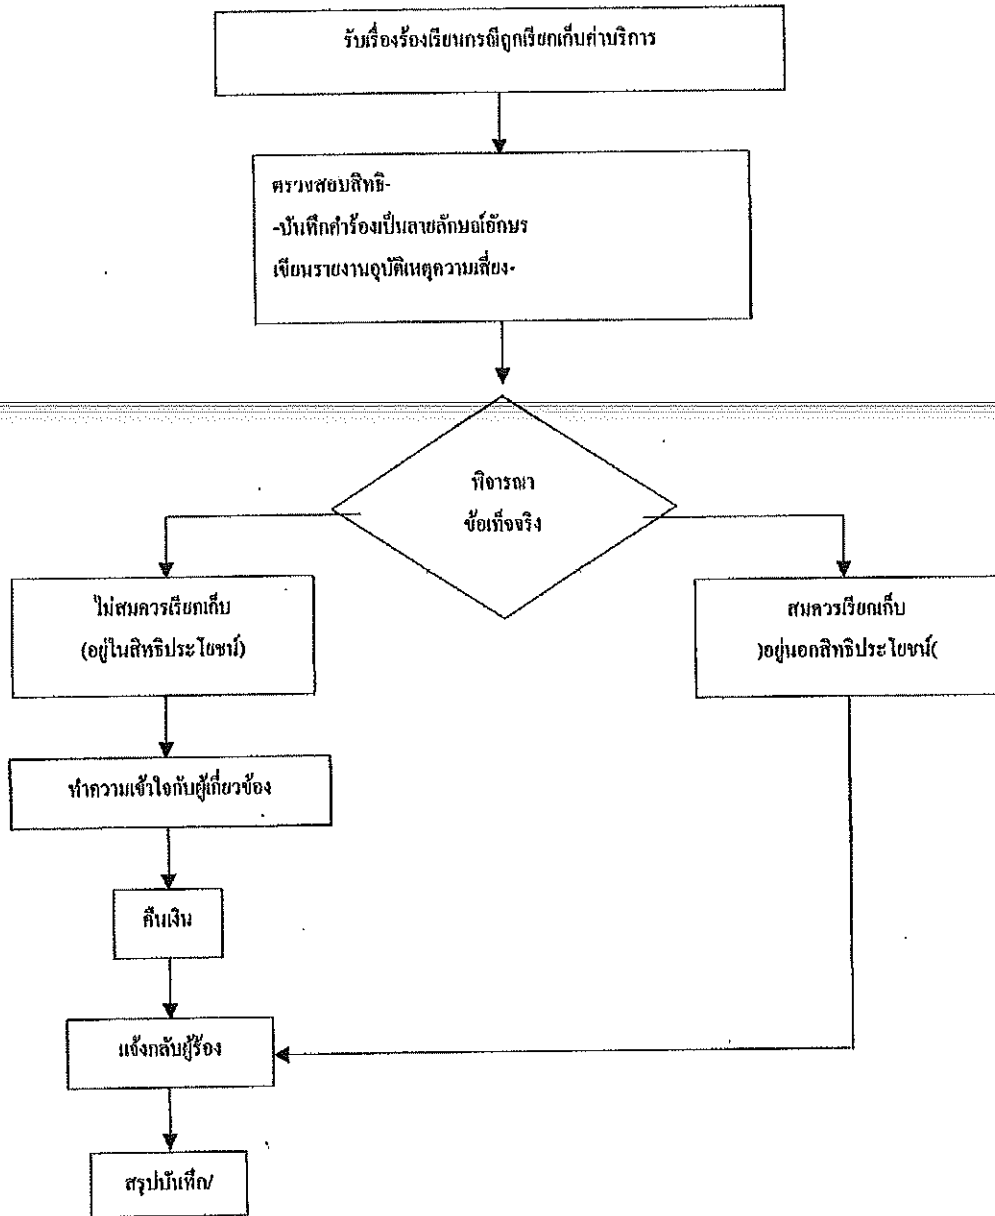 รับเรื่องร้องเรียนกรณีถูกเรียกเก็บค่าบริการ
ตรวจสอบสิทธิ-
-บันทึกคำร้องเป็นลายลักษณ์อักษร
เขียนรายงานอุบัติเหตุความเสี่ยง-
พิจารณา
ข้อเท็จจริง
ไม่สมควรเรียกเก็บ
(อยู่ในสิทธิประโยชน์)
สมควรเรียกเก็บ
)อยู่นอกสิทธิประโยชน์(
ทำความเข้าใจกับผู้เกี่ยวข้อง
คืนเงิน
แจ้งกลับผู้ร้อง
สรุปบันทึก/